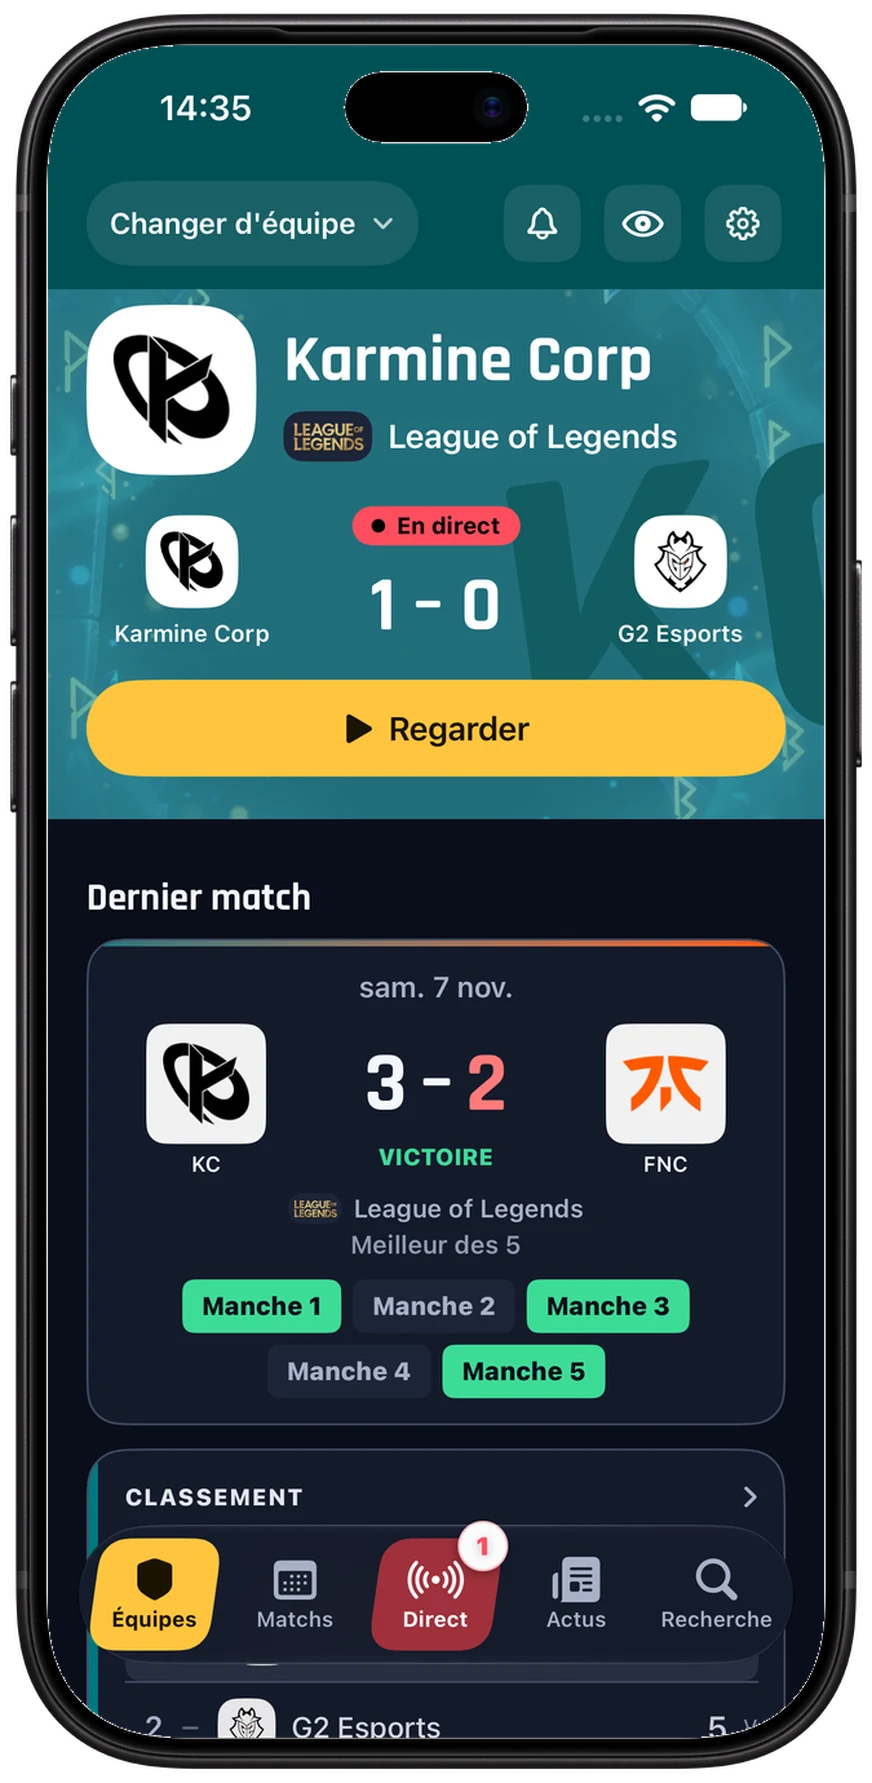 14:35
Changer d'équipe
Karmine Corp
LEAGUE OF LEGENDS
League of Legends
En direct
1 – 0
Karmine Corp
G2 Esports
Regarder
Dernier match
sam. 7 nov.
3 – 2
VICTOIRE
KC
FNC
LEAGUE OF LEGENDS
League of Legends
Meilleur des 5
Manche 1
Manche 2
Manche 3
Manche 4
Manche 5
CLASSEMENT
1
Équipes
Matchs
Direct
Actus
Recherche
2 – G2 Esports 5